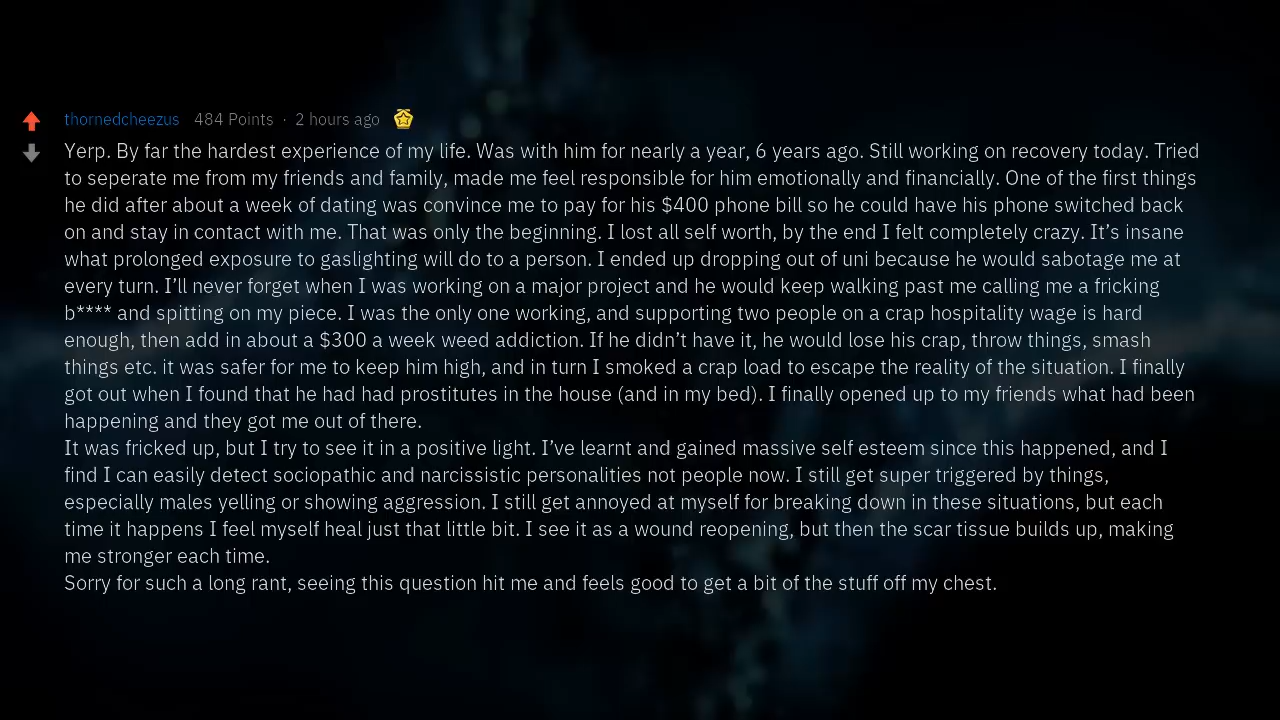 thornedcheezus 484 Points · 2 hours ago
Yerp. By far the hardest experience of my life. Was with him for nearly a year, 6 years ago. Still working on recovery today. Tried
to seperate me from my friends and family, made me feel responsible for him emotionally and financially. One of the first things
he did after about a week of dating was convince me to pay for his $400 phone bill so he could have his phone switched back
on and stay in contact with me. That was only the beginning. I lost all self worth, by the end I felt completely crazy. It’s insane
what prolonged exposure to gaslighting will do to a person. I ended up dropping out of uni because he would sabotage me at
every turn. I’ll never forget when I was working on a major project and he would keep walking past me calling me a fricking
b**** and spitting on my piece. I was the only one working, and supporting two people on a crap hospitality wage is hard
enough, then add in about a $300 a week weed addiction. If he didn’t have it, he would lose his crap, throw things, smash
things etc. it was safer for me to keep him high, and in turn I smoked a crap load to escape the reality of the situation. I finally
got out when I found that he had had prostitutes in the house (and in my bed). I finally opened up to my friends what had been
happening and they got me out of there.
It was fricked up, but I try to see it in a positive light. I’ve learnt and gained massive self esteem since this happened, and I
find I can easily detect sociopathic and narcissistic personalities not people now. I still get super triggered by things,
especially males yelling or showing aggression. I still get annoyed at myself for breaking down in these situations, but each
time it happens I feel myself heal just that little bit. I see it as a wound reopening, but then the scar tissue builds up, making
me stronger each time.
Sorry for such a long rant, seeing this question hit me and feels good to get a bit of the stuff off my chest.